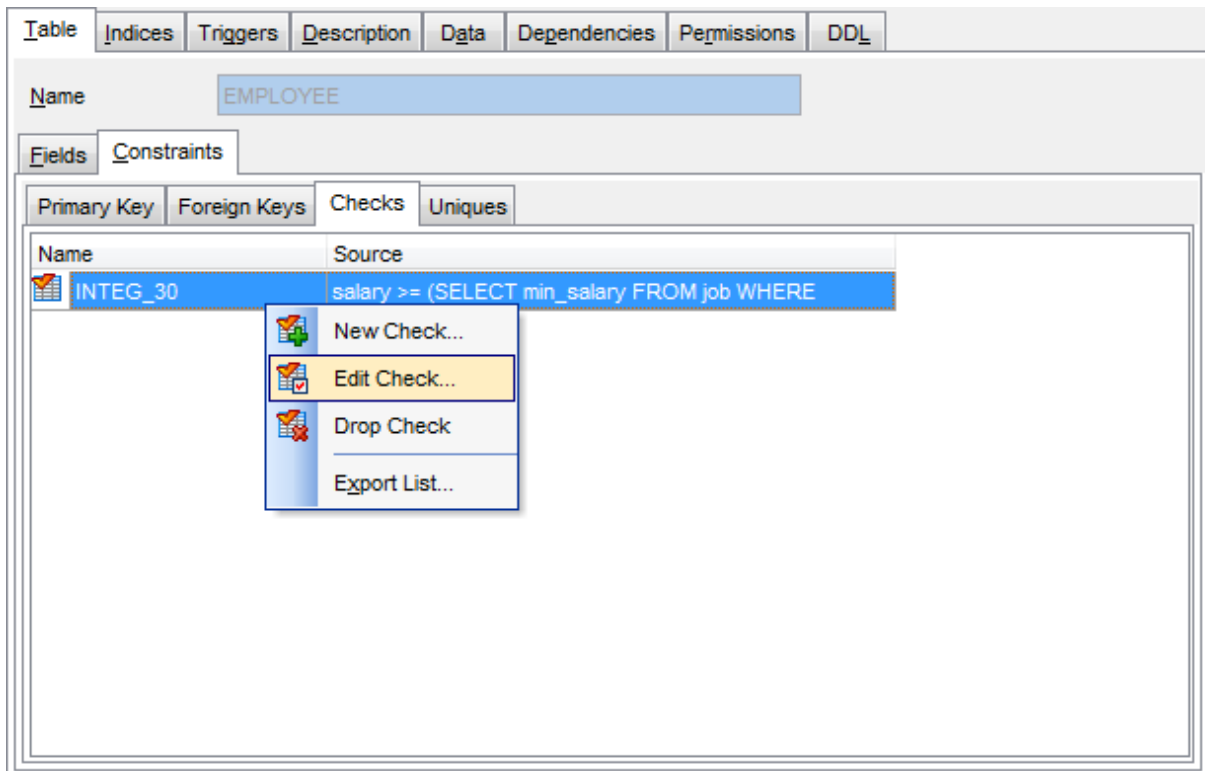 Table Indices Triggers Description Data Dependencies Permissions DDL
Name EMPLOYEE
Fields Constraints
Primary Key Foreign Keys Checks Uniques
Name Source
INTEG_30 salary >= (SELECT min_salary FROM job WHERE
New Check...
Edit Check...
Drop Check
Export List...